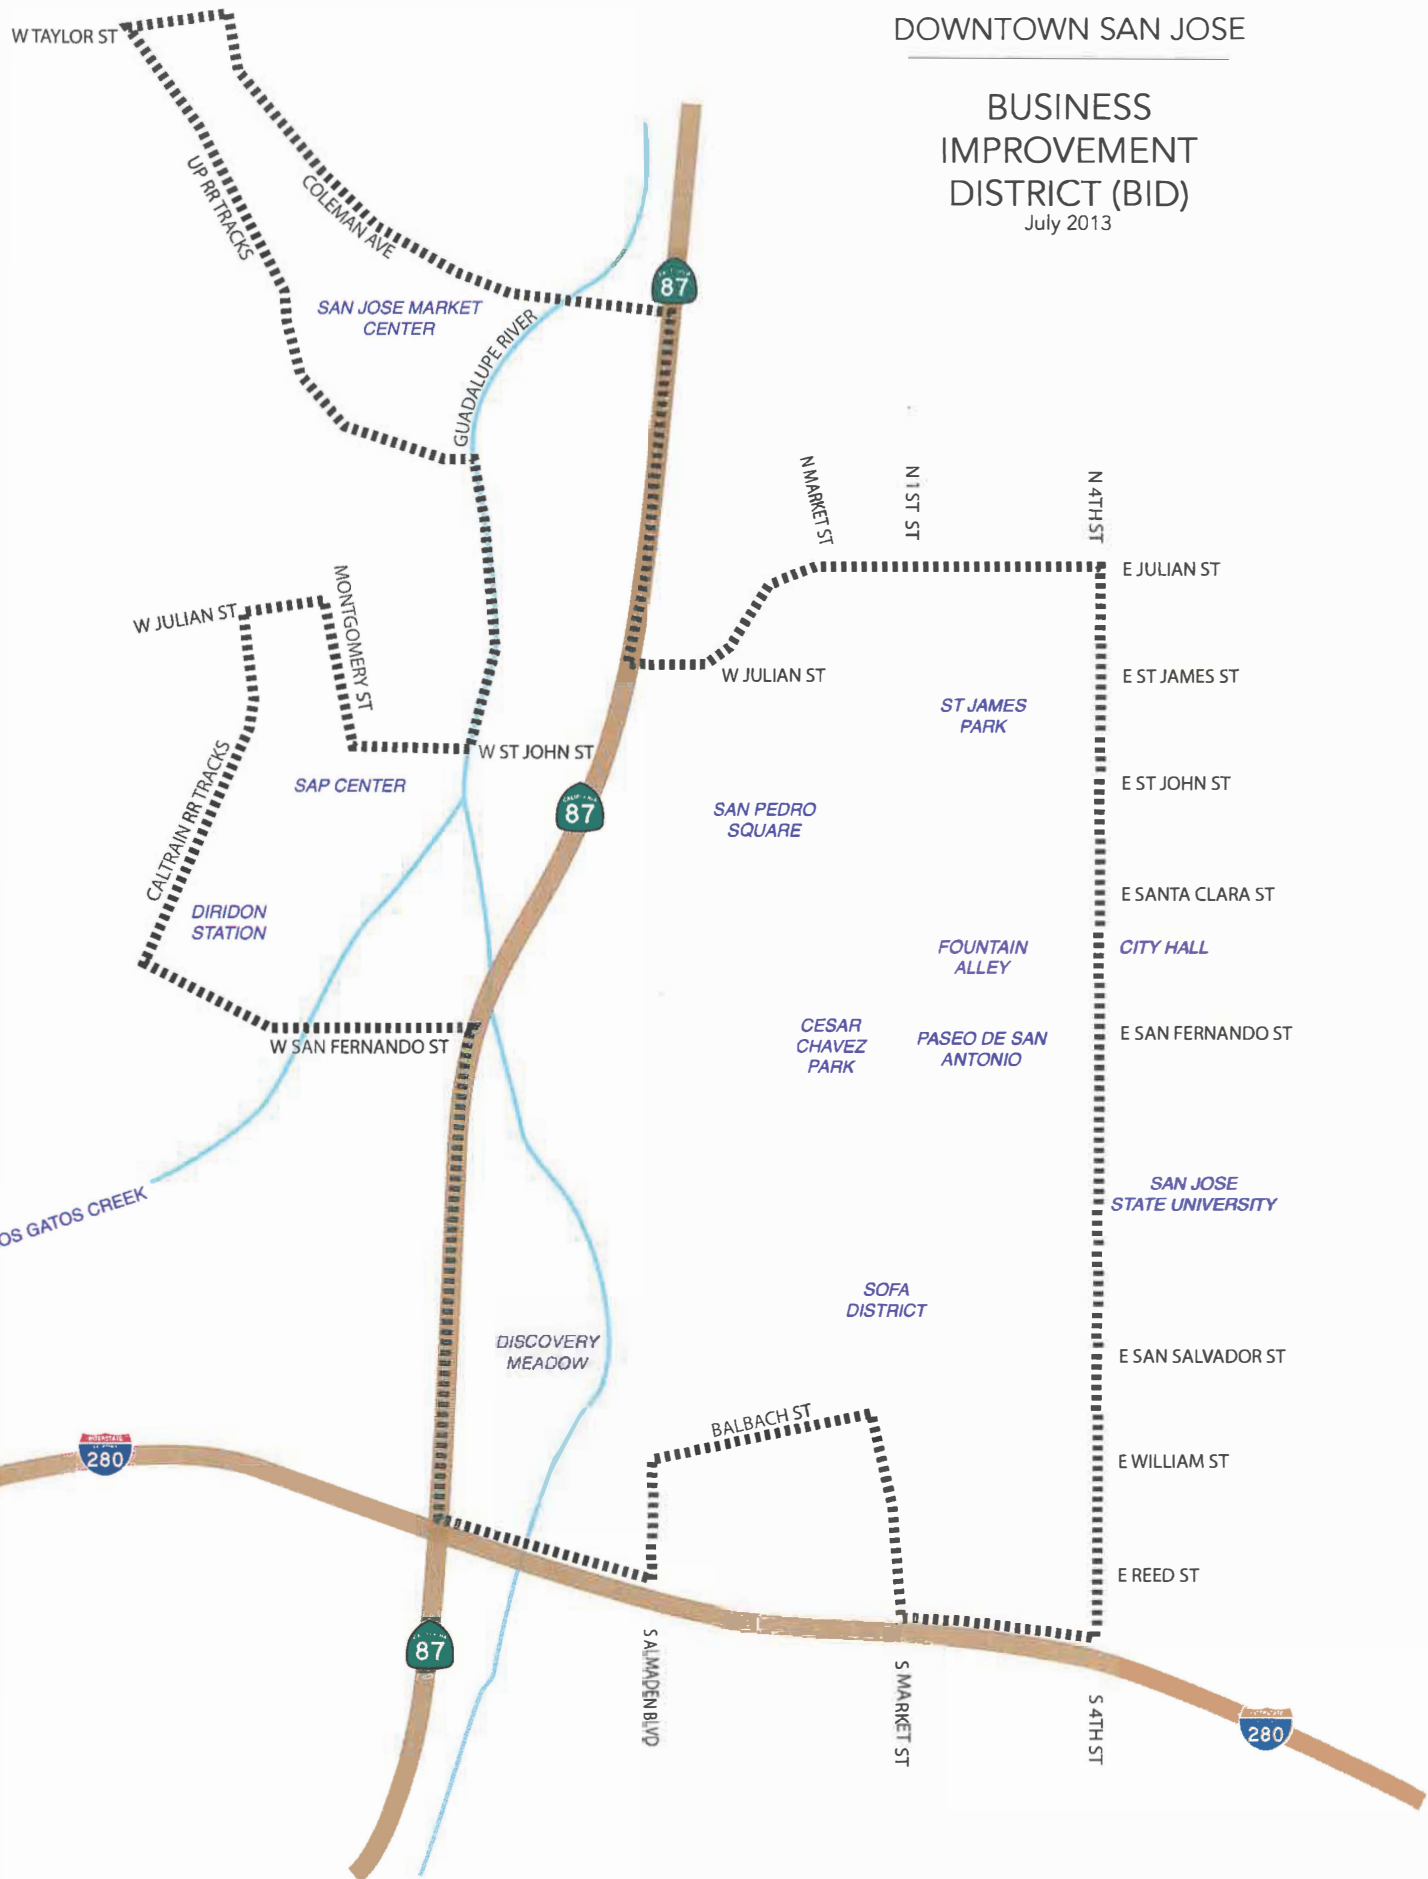 DOWNTOWN SAN JOSE
BUSINESS
IMPROVEMENT
DISTRICT (BID)
July 2013
W TAYLOR ST
UP RR TRACKS
COLEMAN AVE
87
SAN JOSE MARKET
CENTER
GUADALUPE RIVER
N MARKET ST
N 1ST ST
N 4TH ST
E JULIAN ST
W JULIAN ST
MONTGOMERY ST
W JULIAN ST
E ST JAMES ST
ST JAMES
PARK
W ST JOHN ST
CALTRAIN RR TRACKS
SAP CENTER
E ST JOHN ST
CALIFORNIA
87
SAN PEDRO
SQUARE
E SANTA CLARA ST
DIRIDON
STATION
FOUNTAIN
ALLEY
CITY HALL
CESAR
CHAVEZ
PARK
PASEO DE SAN
ANTONIO
E SAN FERNANDO ST
W SAN FERNANDO ST
OS GATOS CREEK
SAN JOSE
STATE UNIVERSITY
SOFA
DISTRICT
DISCOVERY
MEADOW
E SAN SALVADOR ST
BALBACH ST
INTERSTATE
280
E WILLIAM ST
E REED ST
87
S ALMADEN BLVD
S MARKET ST
S 4TH ST
280